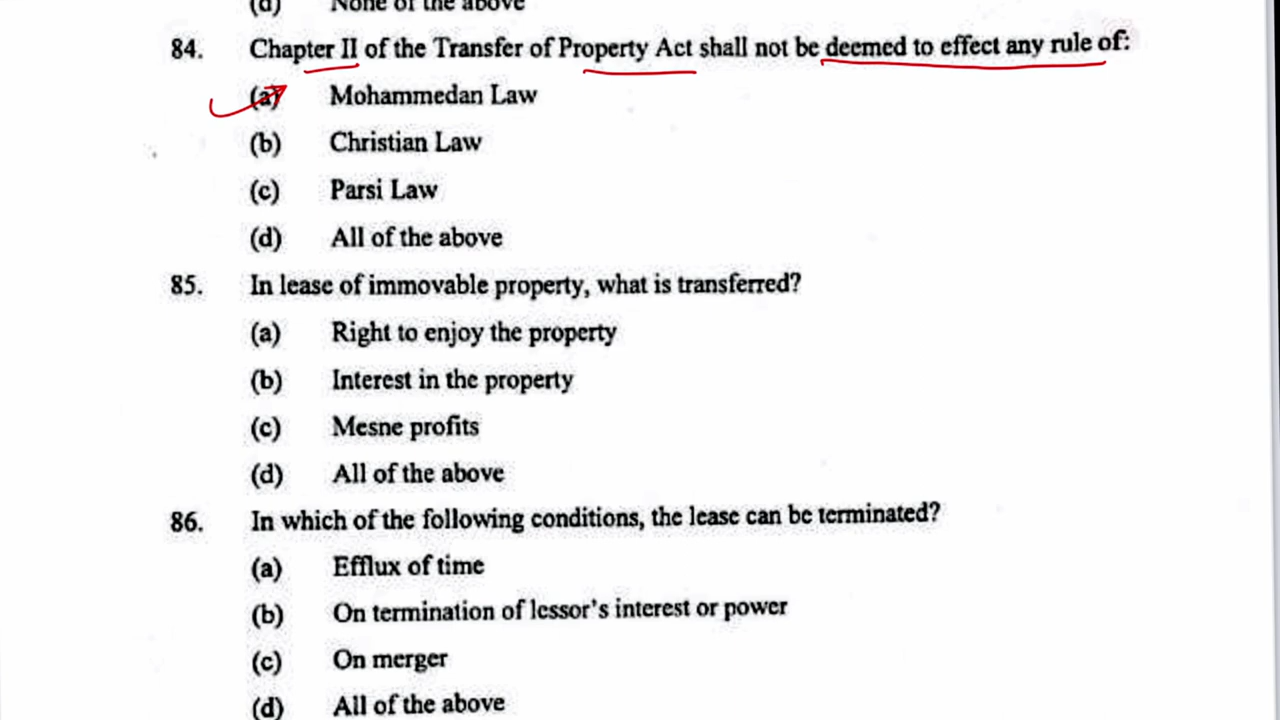 (d) None of the above
84. Chapter II of the Transfer of Property Act shall not be deemed to effect any rule of:
(a) Mohammedan Law
(b) Christian Law
(c) Parsi Law
(d) All of the above
85. In lease of immovable property, what is transferred?
(a) Right to enjoy the property
(b) Interest in the property
(c) Mesne profits
(d) All of the above
86. In which of the following conditions, the lease can be terminated?
(a) Efflux of time
(b) On termination of lessor's interest or power
(c) On merger
(d) All of the above